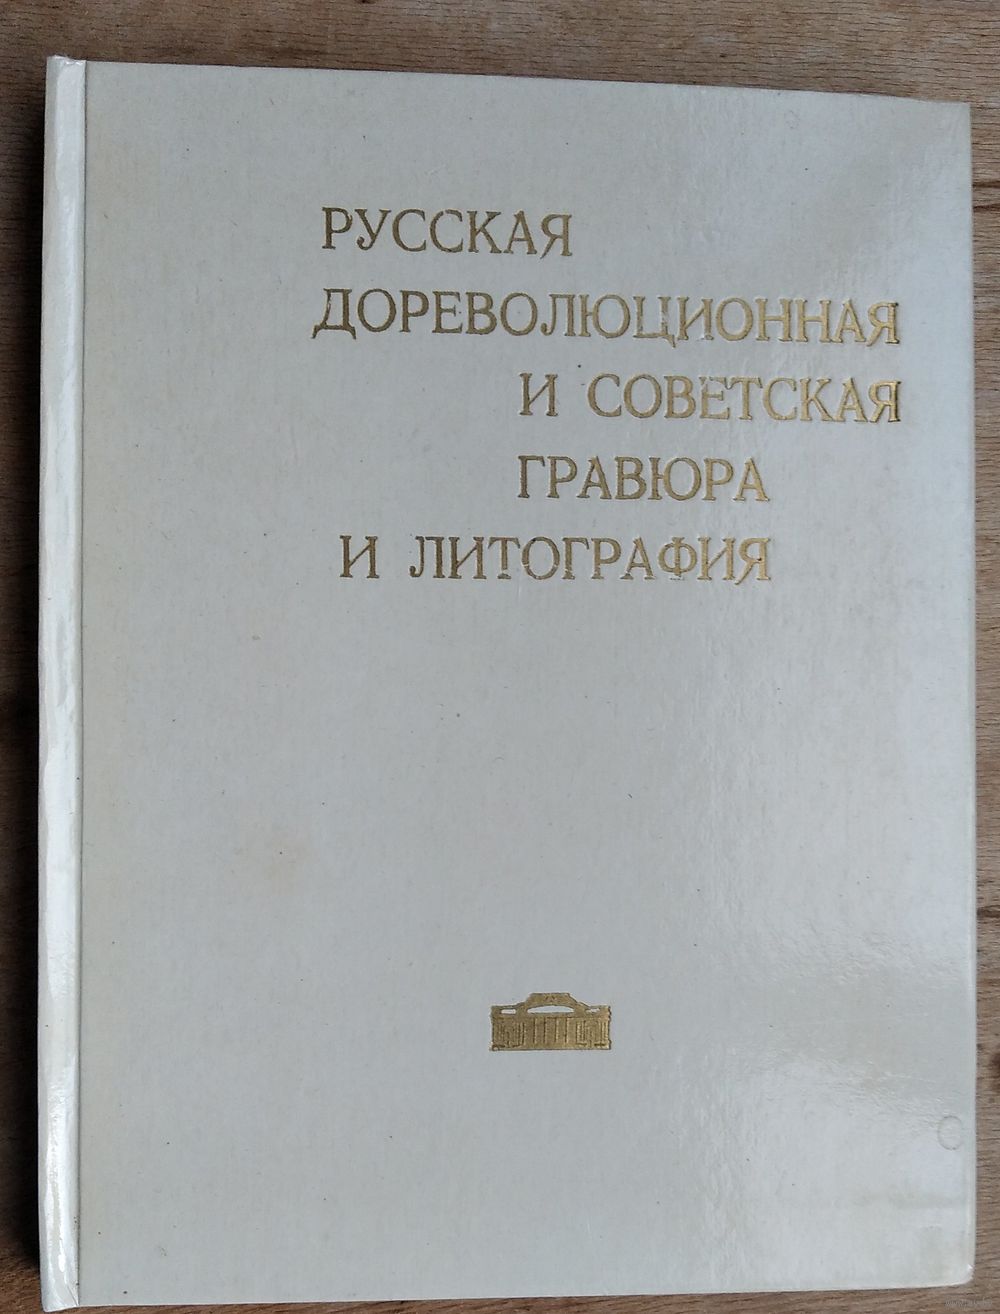 РУССКАЯ
ДОРЕВОЛЮЦИОННАЯ
И СОВЕТСКАЯ
ГРАВЮРА
И ЛИТОГРАФИЯ